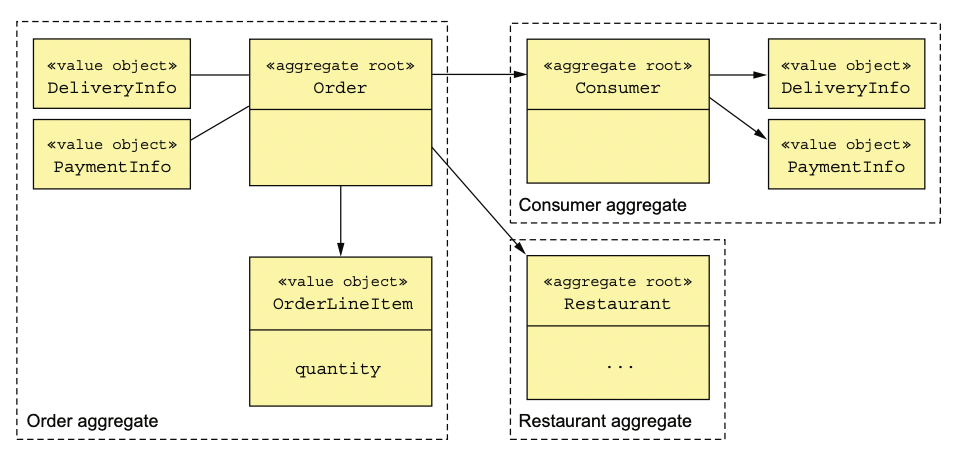 «value object»
DeliveryInfo
«value object»
PaymentInfo
«aggregate root»
Order
«value object»
OrderLineItem
quantity
Order aggregate
«aggregate root»
Consumer
«value object»
DeliveryInfo
«value object»
PaymentInfo
Consumer aggregate
«aggregate root»
Restaurant
...
Restaurant aggregate